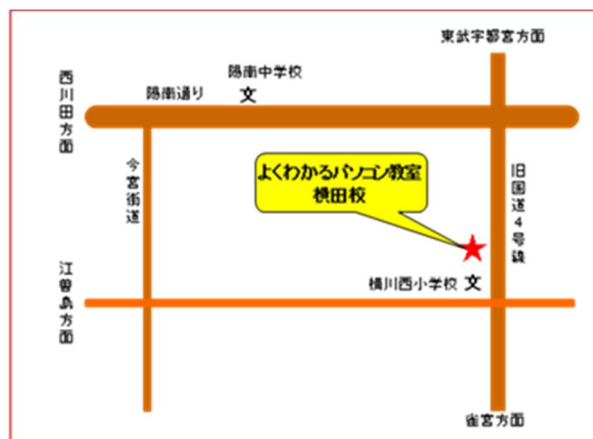 東武宇都宮方面
陽南中学校
文
陽南通り
西川田方面
今宮街道
よくわかるパソコン教室
横田校
旧国道4号線
横川西小学校 文
江曽島方面
雀宮方面